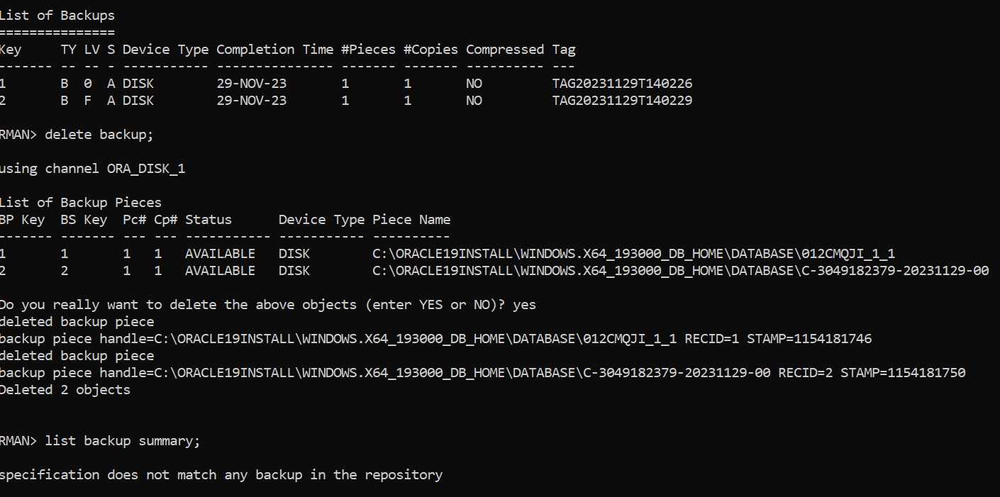 List of Backups
===============
Key     TY LV S Device Type Completion Time #Pieces #Copies Compressed Tag
------- -- -- - ----------- --------------- ------- ------- ---------- ---
1       B  0  A DISK        29-NOV-23       1       1       NO         TAG20231129T140226
2       B  F  A DISK        29-NOV-23       1       1       NO         TAG20231129T140229
RMAN> delete backup;
using channel ORA_DISK_1
List of Backup Pieces
BP Key  BS Key  Pc# Cp# Status      Device Type Piece Name
------- ------- --- --- ----------- ----------- ----------
1       1       1   1   AVAILABLE   DISK        C:\ORACLE19INSTALL\WINDOWS.X64_193000_DB_HOME\DATABASE\012CMQJI_1_1
2       2       1   1   AVAILABLE   DISK        C:\ORACLE19INSTALL\WINDOWS.X64_193000_DB_HOME\DATABASE\C-3049182379-20231129-00
Do you really want to delete the above objects (enter YES or NO)? yes
deleted backup piece
backup piece handle=C:\ORACLE19INSTALL\WINDOWS.X64_193000_DB_HOME\DATABASE\012CMQJI_1_1 RECID=1 STAMP=1154181746
deleted backup piece
backup piece handle=C:\ORACLE19INSTALL\WINDOWS.X64_193000_DB_HOME\DATABASE\C-3049182379-20231129-00 RECID=2 STAMP=1154181750
Deleted 2 objects
RMAN> list backup summary;
specification does not match any backup in the repository